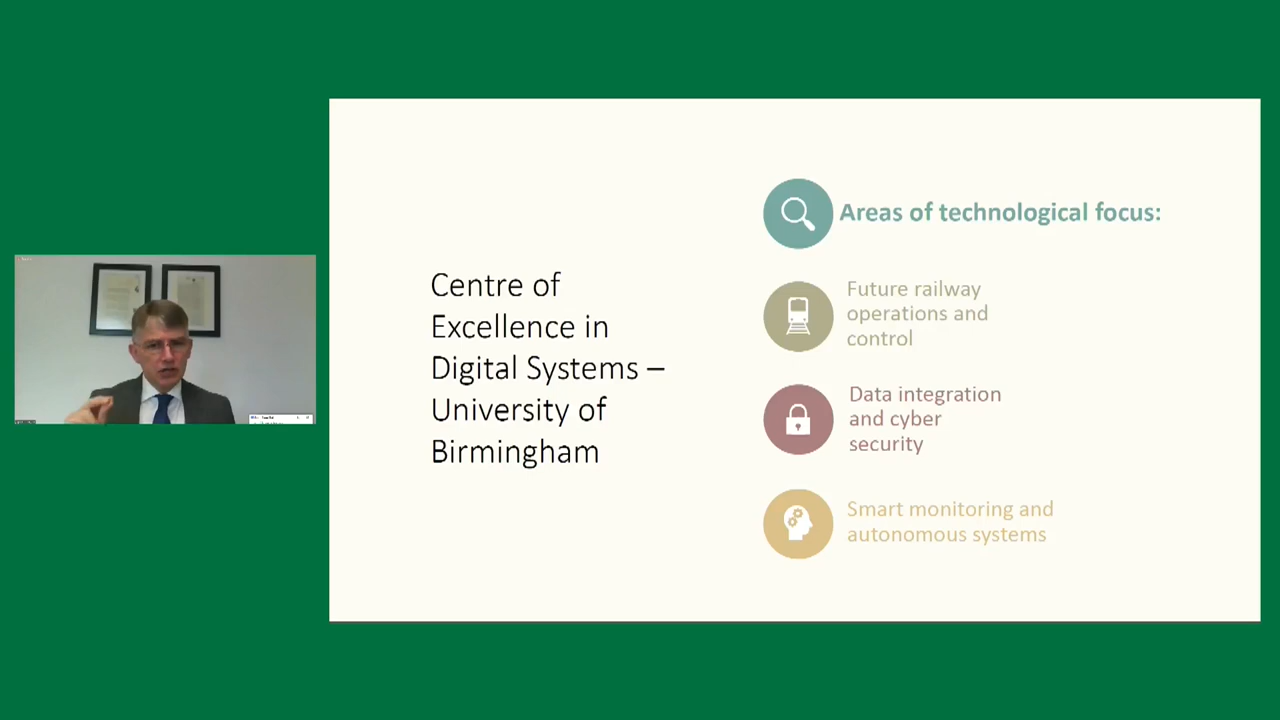 Centre of
Excellence in
Digital Systems –
University of
Birmingham
Areas of technological focus:
Future railway
operations and
control
Data integration
and cyber
security
Smart monitoring and
autonomous systems